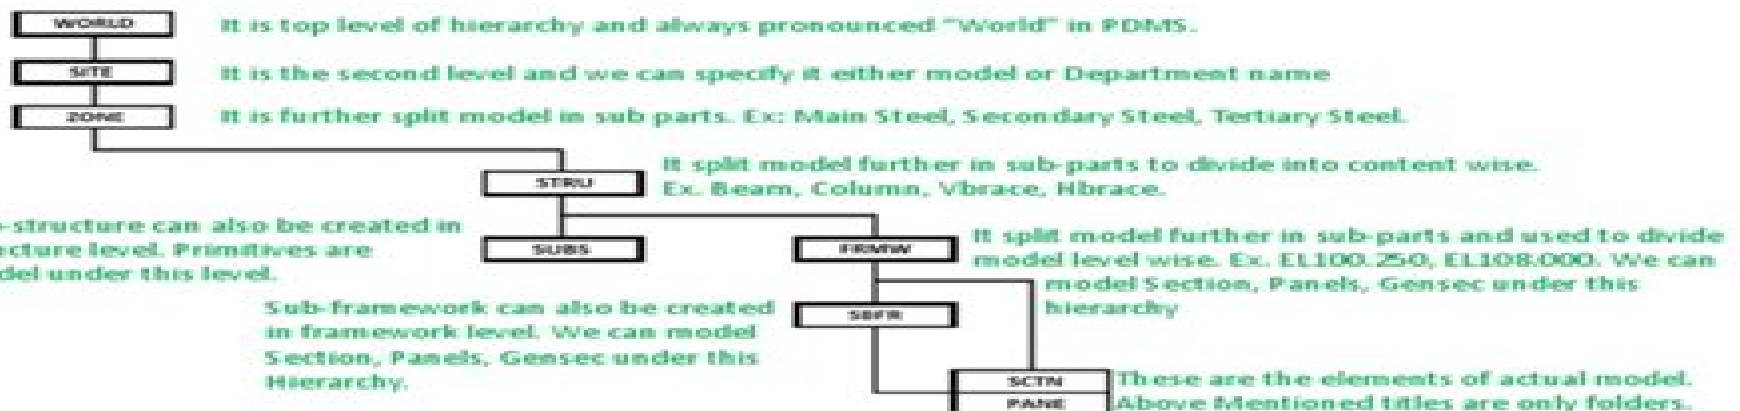 WORLD
It is top level of hierarchy and always pronounced "World" in PDMS.
SITE
It is the second level and we can specify it either model or Department name
ZONE
It is further split model in sub parts. Ex: Main Steel, Secondary Steel, Tertiary Steel.
STRU
It split model further in sub-parts to divide into content wise.
Ex. Beam, Column, Vbrace, Hbrace.
-structure can also be created in
cture level. Primitives are
del under this level.
SUBS
FRMW
It split model further in sub-parts and used to divide
model level wise. Ex. EL100.250, EL108.000. We can
model Section, Panels, Gensec under this
hierarchy
Sub-framework can also be created
in framework level. We can model
Section, Panels, Gensec under this
Hierarchy.
SBFR
SCTN
PANE
These are the elements of actual model.
Above Mentioned titles are only folders.